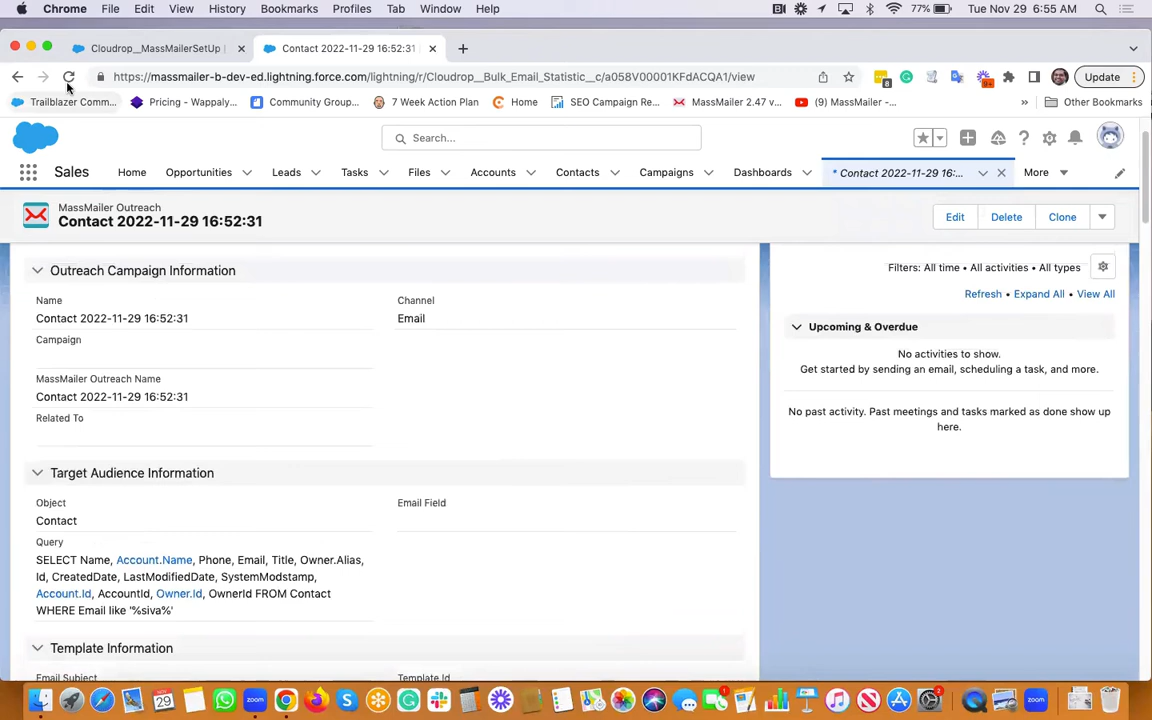 Chrome File Edit View History Bookmarks Profiles Tab Window Help 77% Tue Nov 29 6:55 AM
Cloudrop__MassMailerSetUp Contact 2022-11-29 16:52:31
https://massmailer-b-dev-ed.lightning.force.com/lightning/r/Cloudrop__Bulk_Email_Statistic__c/a058V00001KFdACQA1/view 8 9+ Update
Trailblazer Comm... Pricing - Wappaly... Community Group... 7 Week Action Plan Home SEO Campaign Re... MassMailer 2.47 v... (9) MassMailer -... » Other Bookmarks
Search...
Sales Home Opportunities Leads Tasks Files Accounts Contacts Campaigns Dashboards * Contact 2022-11-29 16:... More
MassMailer Outreach
Contact 2022-11-29 16:52:31
Edit Delete Clone
Outreach Campaign Information
Name
Contact 2022-11-29 16:52:31
Channel
Email
Campaign
MassMailer Outreach Name
Contact 2022-11-29 16:52:31
Related To
Target Audience Information
Object
Contact
Email Field
Query
SELECT Name, Account.Name, Phone, Email, Title, Owner.Alias,
Id, CreatedDate, LastModifiedDate, SystemModstamp,
Account.Id, AccountId, Owner.Id, OwnerId FROM Contact
WHERE Email like '%siva%'
Template Information
Email Subject Template Id
Filters: All time • All activities • All types
Refresh • Expand All • View All
Upcoming & Overdue
No activities to show.
Get started by sending an email, scheduling a task, and more.
No past activity. Past meetings and tasks marked as done show up
here.